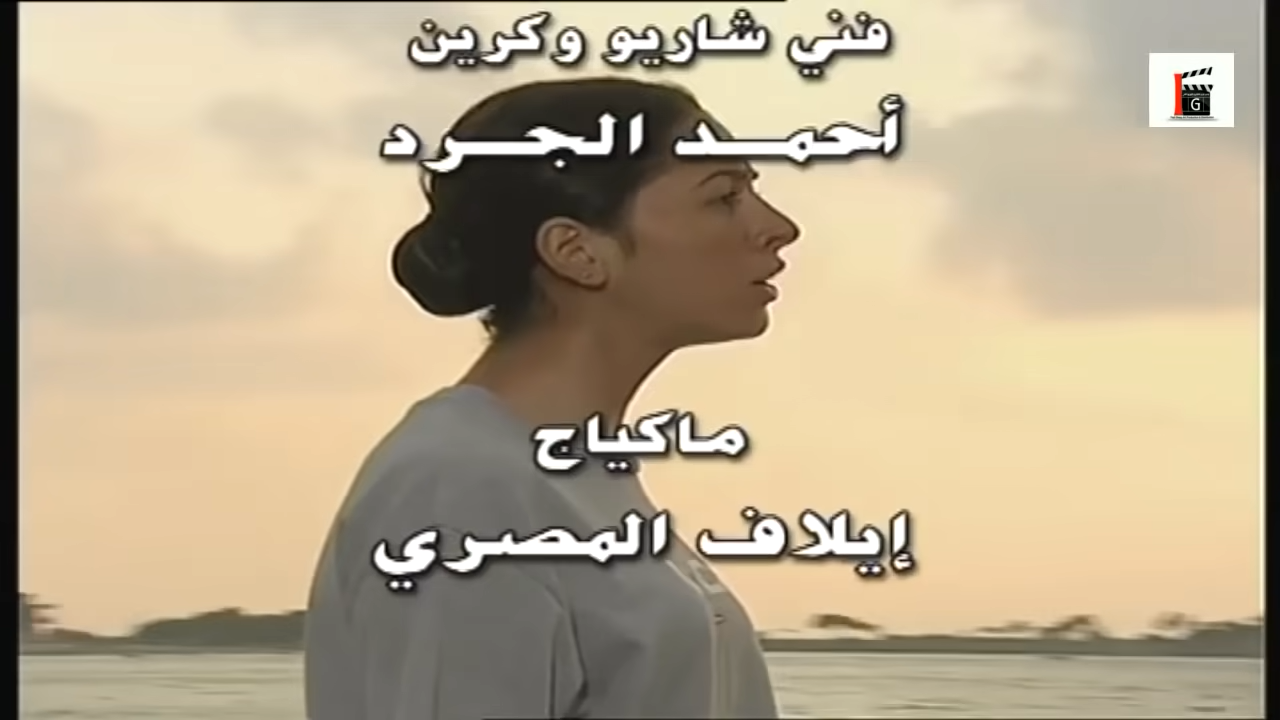 فني شاريو وكرين
أحمد الجرد
ماكياج
إيلاف المصري
G